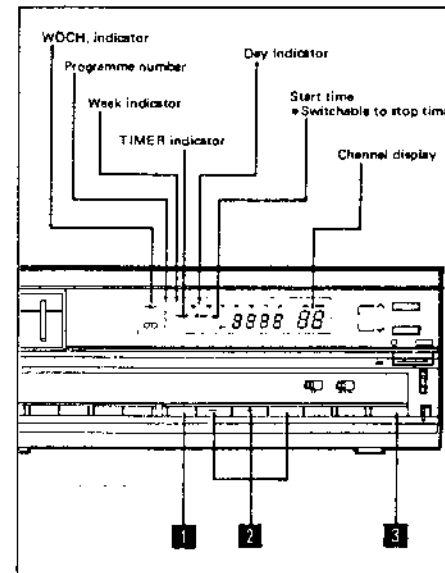 WOCH, indicator
Programme number
Week indicator
TIMER indicator
Day indicator
Start time
*Switchable to stop time
Channel display
8888 88
1
2
3